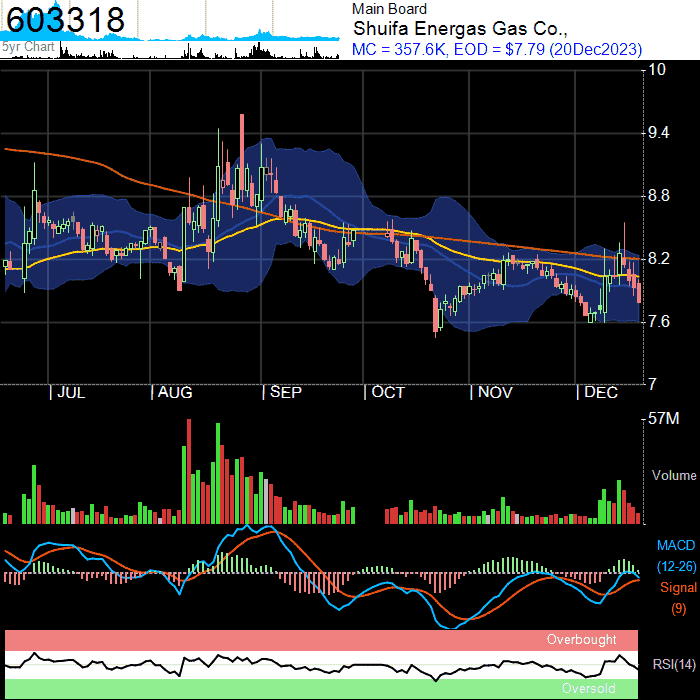 603318
5yr Chart
Main Board
Shuifa Energas Gas Co.,
MC = 357.6K, EOD = $7.79 (20Dec2023)
10
9.4
8.8
8.2
7.6
7
JUL
AUG
SEP
OCT
NOV
DEC
57M
Volume
MACD
(12-26)
Signal
(9)
Overbought
RSI(14)
Oversold